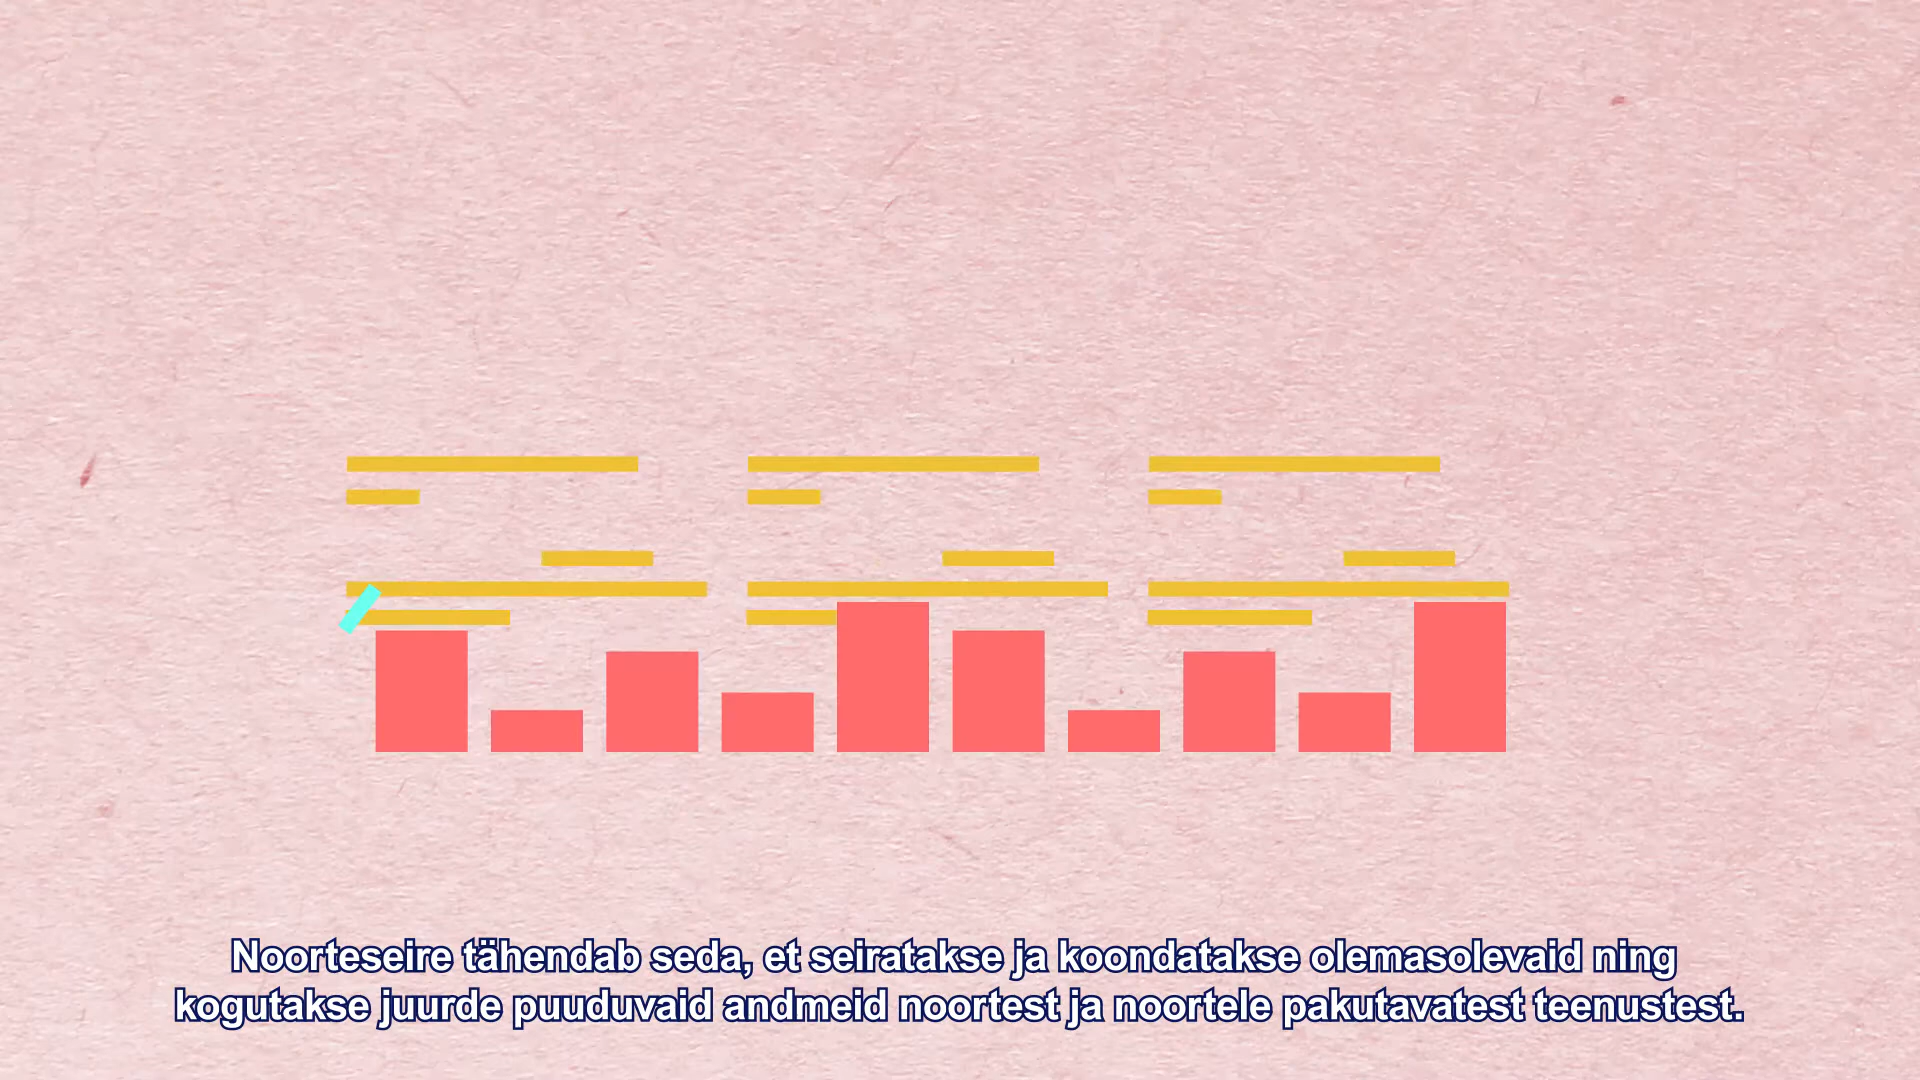 Noorteseire tähendab seda, et seiratakse ja koondatakse olemasolevaid ning
kogutakse juurde puuduvaid andmeid noortest ja noortele pakutavatest teenustest.